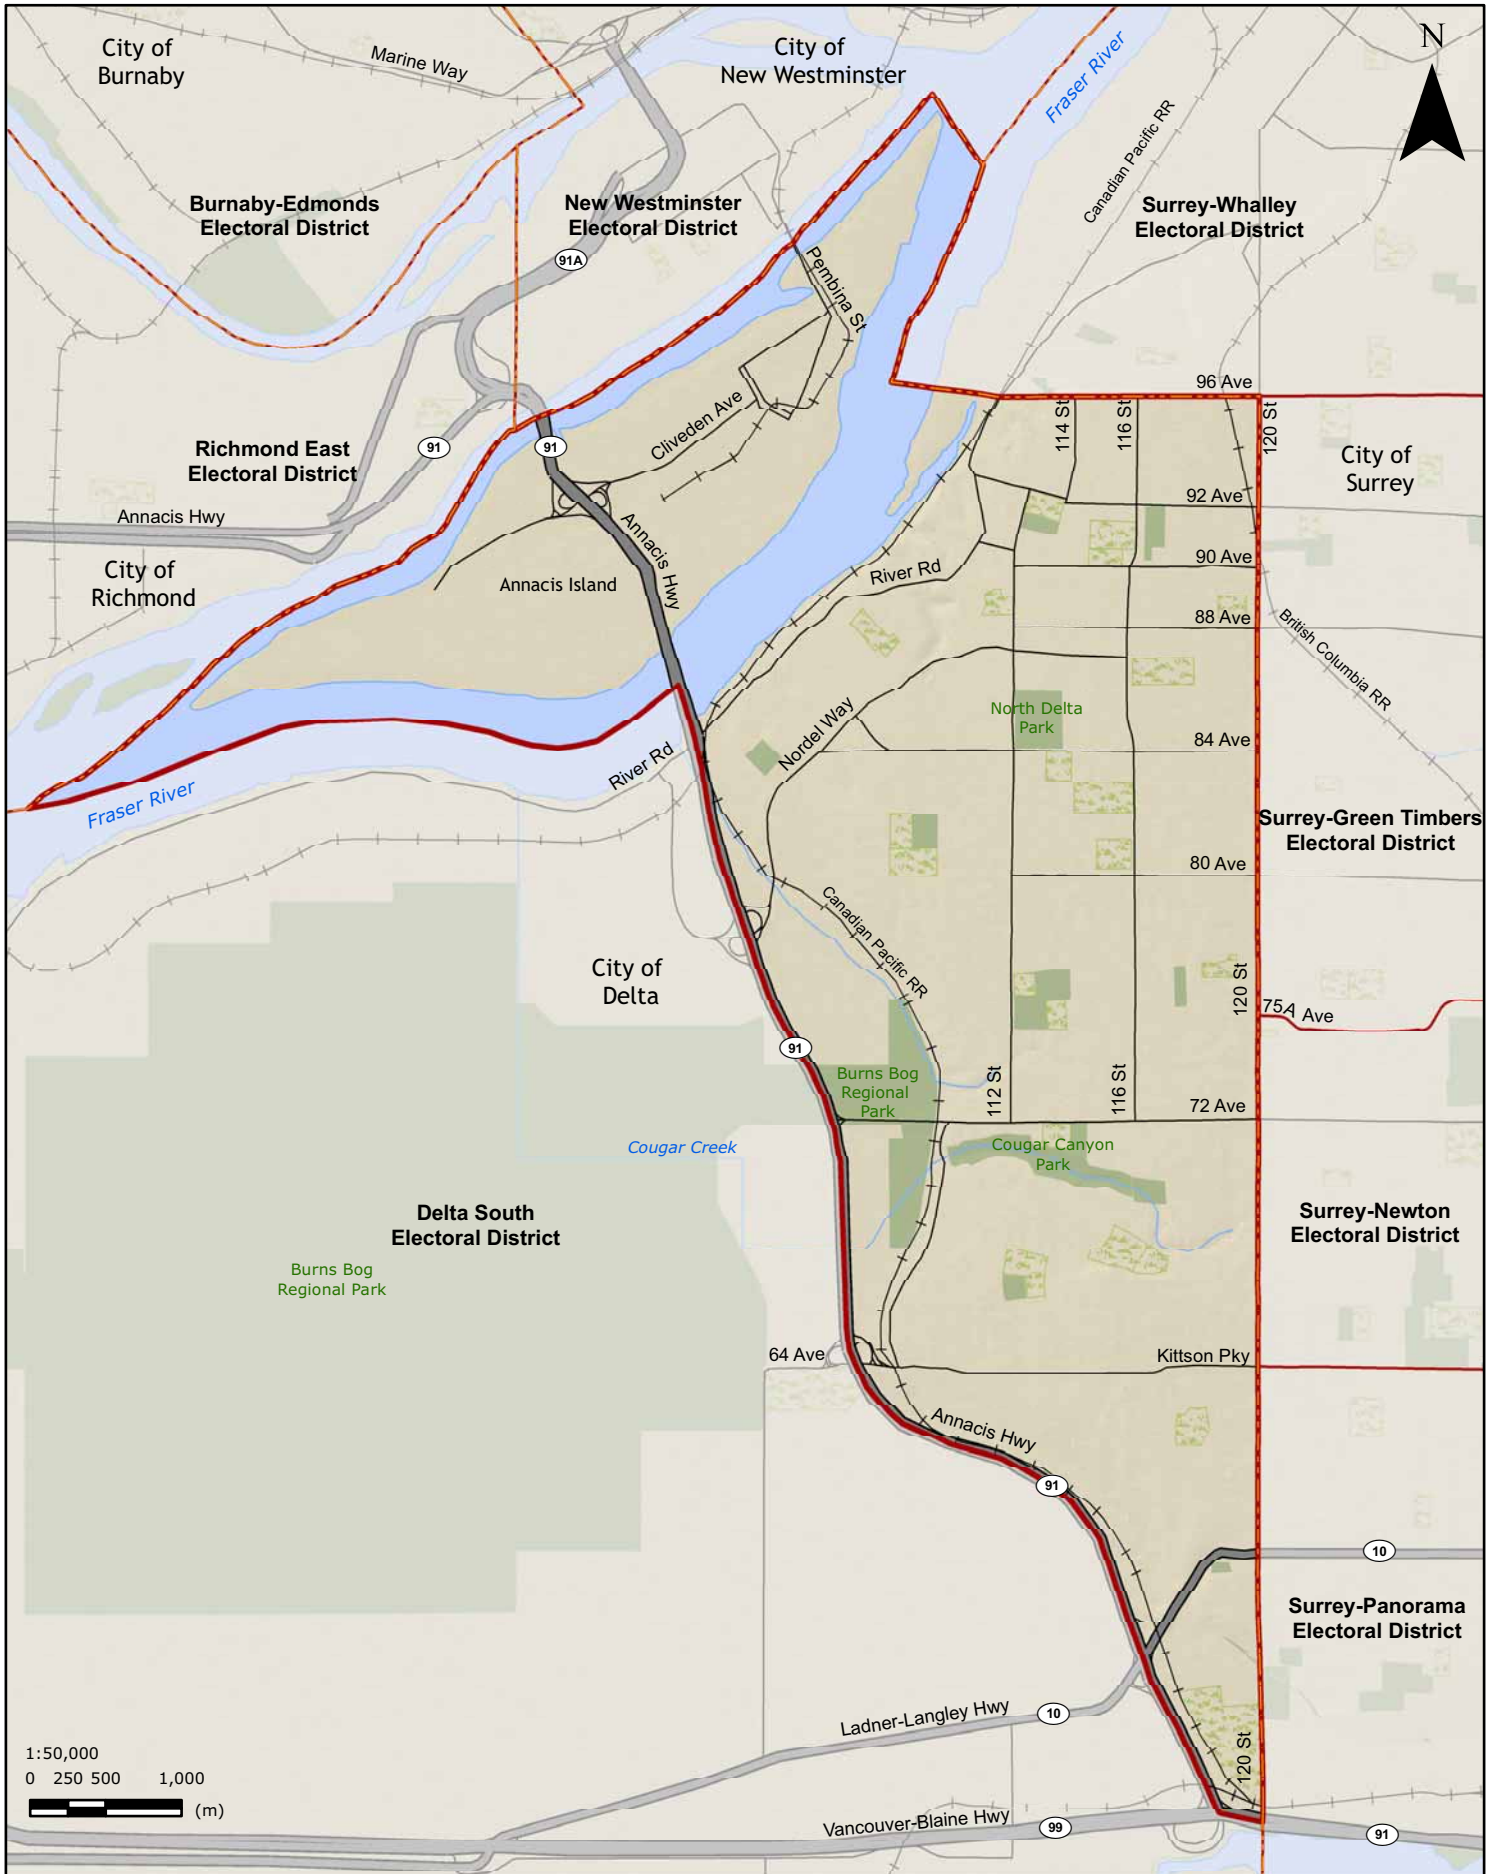 City of
Burnaby
Marine Way
City of
New Westminster
Fraser River
N
Canadian Pacific RR
Burnaby-Edmonds
Electoral District
New Westminster
Electoral District
Surrey-Whalley
Electoral District
91A
Pembina St
96 Ave
Cliveden Ave
114 St
116 St
120 St
Richmond East
Electoral District
91
91
City of
Surrey
92 Ave
Annacis Hwy
Annacis Hwy
90 Ave
City of
Richmond
Annacis Island
River Rd
88 Ave
British Columbia RR
North Delta
Park
Nordel Way
84 Ave
River Rd
Fraser River
Surrey-Green Timbers
Electoral District
80 Ave
Canadian Pacific RR
City of
Delta
120 St
75A Ave
91
Burns Bog
Regional
Park
112 St
116 St
72 Ave
Cougar Creek
Cougar Canyon
Park
Delta South
Electoral District
Surrey-Newton
Electoral District
Burns Bog
Regional Park
64 Ave
Kittson Pky
Annacis Hwy
91
10
Surrey-Panorama
Electoral District
Ladner-Langley Hwy
10
120 St
1:50,000
0 250 500 1,000
(m)
Vancouver-Blaine Hwy
99
91